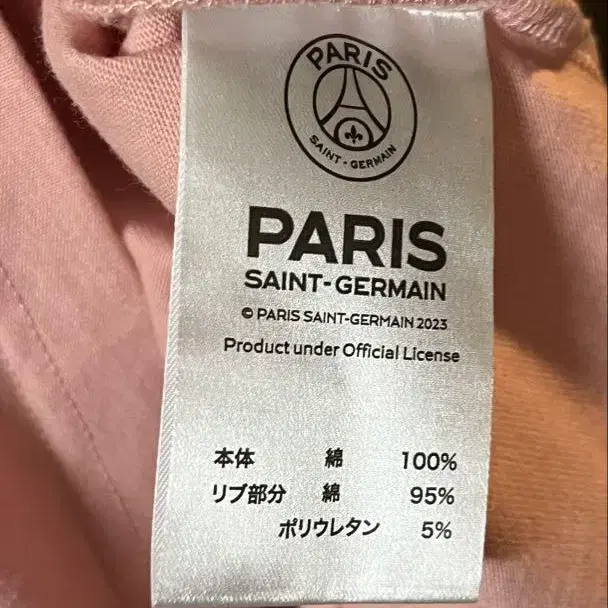 PARIS
SAINT-GERMAIN
PARIS
SAINT-GERMAIN
© PARIS SAINT-GERMAIN 2023
Product under Official License
本体 綿 100%
リブ部分 綿 95%
ポリウレタン 5%